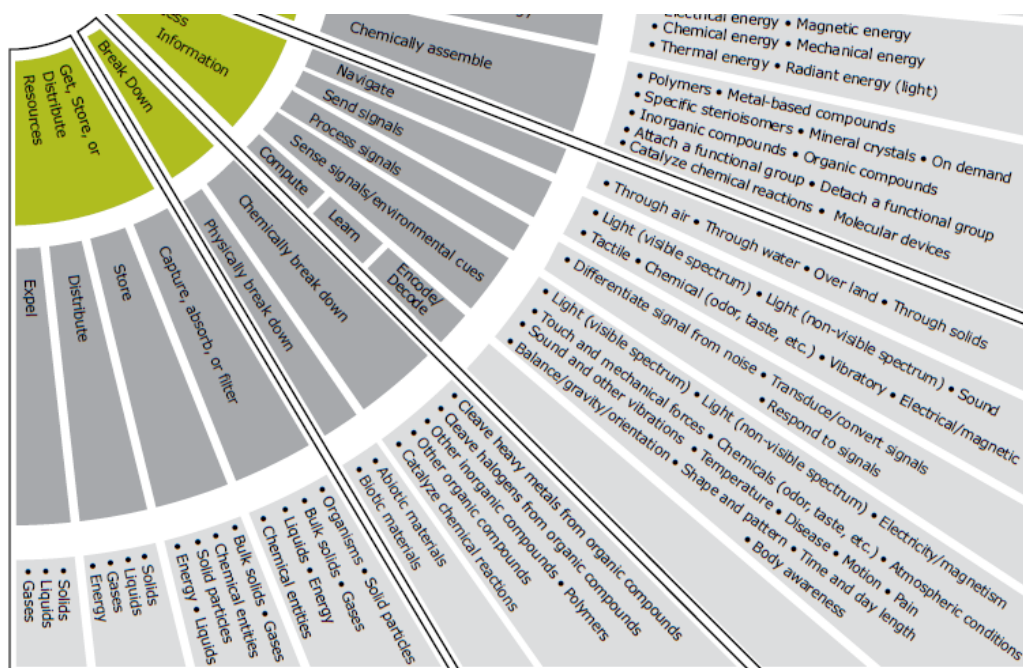 Get, Store, or
Distribute
Resources
Break Down
Information
Expel
Distribute
Store
Capture, absorb, or filter
Physically break down
Chemically break down
Compute
Learn
Encode/
Decode
Sense signals/environmental cues
Process signals
Send signals
Navigate
Chemically assemble
Electrical energy • Magnetic energy
• Chemical energy • Mechanical energy
• Thermal energy • Radiant energy (light)
• Polymers • Metal-based compounds
• Specific sterioisomers • Mineral crystals • On demand
• Inorganic compounds • Organic compounds
• Attach a functional group • Detach a functional group
• Catalyze chemical reactions • Molecular devices
• Through air • Through water • Over land • Through solids
• Light (visible spectrum) • Light (non-visible spectrum) • Sound
• Tactile • Chemical (odor, taste, etc.) • Vibratory • Electrical/magnetic
• Differentiate signal from noise • Transduce/convert signals
• Respond to signals
• Light (visible spectrum) • Light (non-visible spectrum) • Electricity/magnetism
• Touch and mechanical forces • Chemicals (odor, taste, etc.) • Atmospheric conditions
• Sound and other vibrations • Temperature • Disease • Motion • Pain
• Balance/gravity/orientation • Shape and pattern • Time and day length
• Body awareness
• Cleave heavy metals from organic compounds
• Cleave halogens from organic compounds
• Other inorganic compounds • Polymers
• Other organic compounds
• Catalyze chemical reactions
• Abiotic materials
• Biotic materials
• Organisms • Solid particles
• Bulk solids • Gases
• Liquids • Energy
• Chemical entities
• Bulk solids • Gases
• Chemical entities
• Solid particles
• Energy • Liquids
• Solids
• Liquids
• Gases
• Energy
• Solids
• Liquids
• Gases